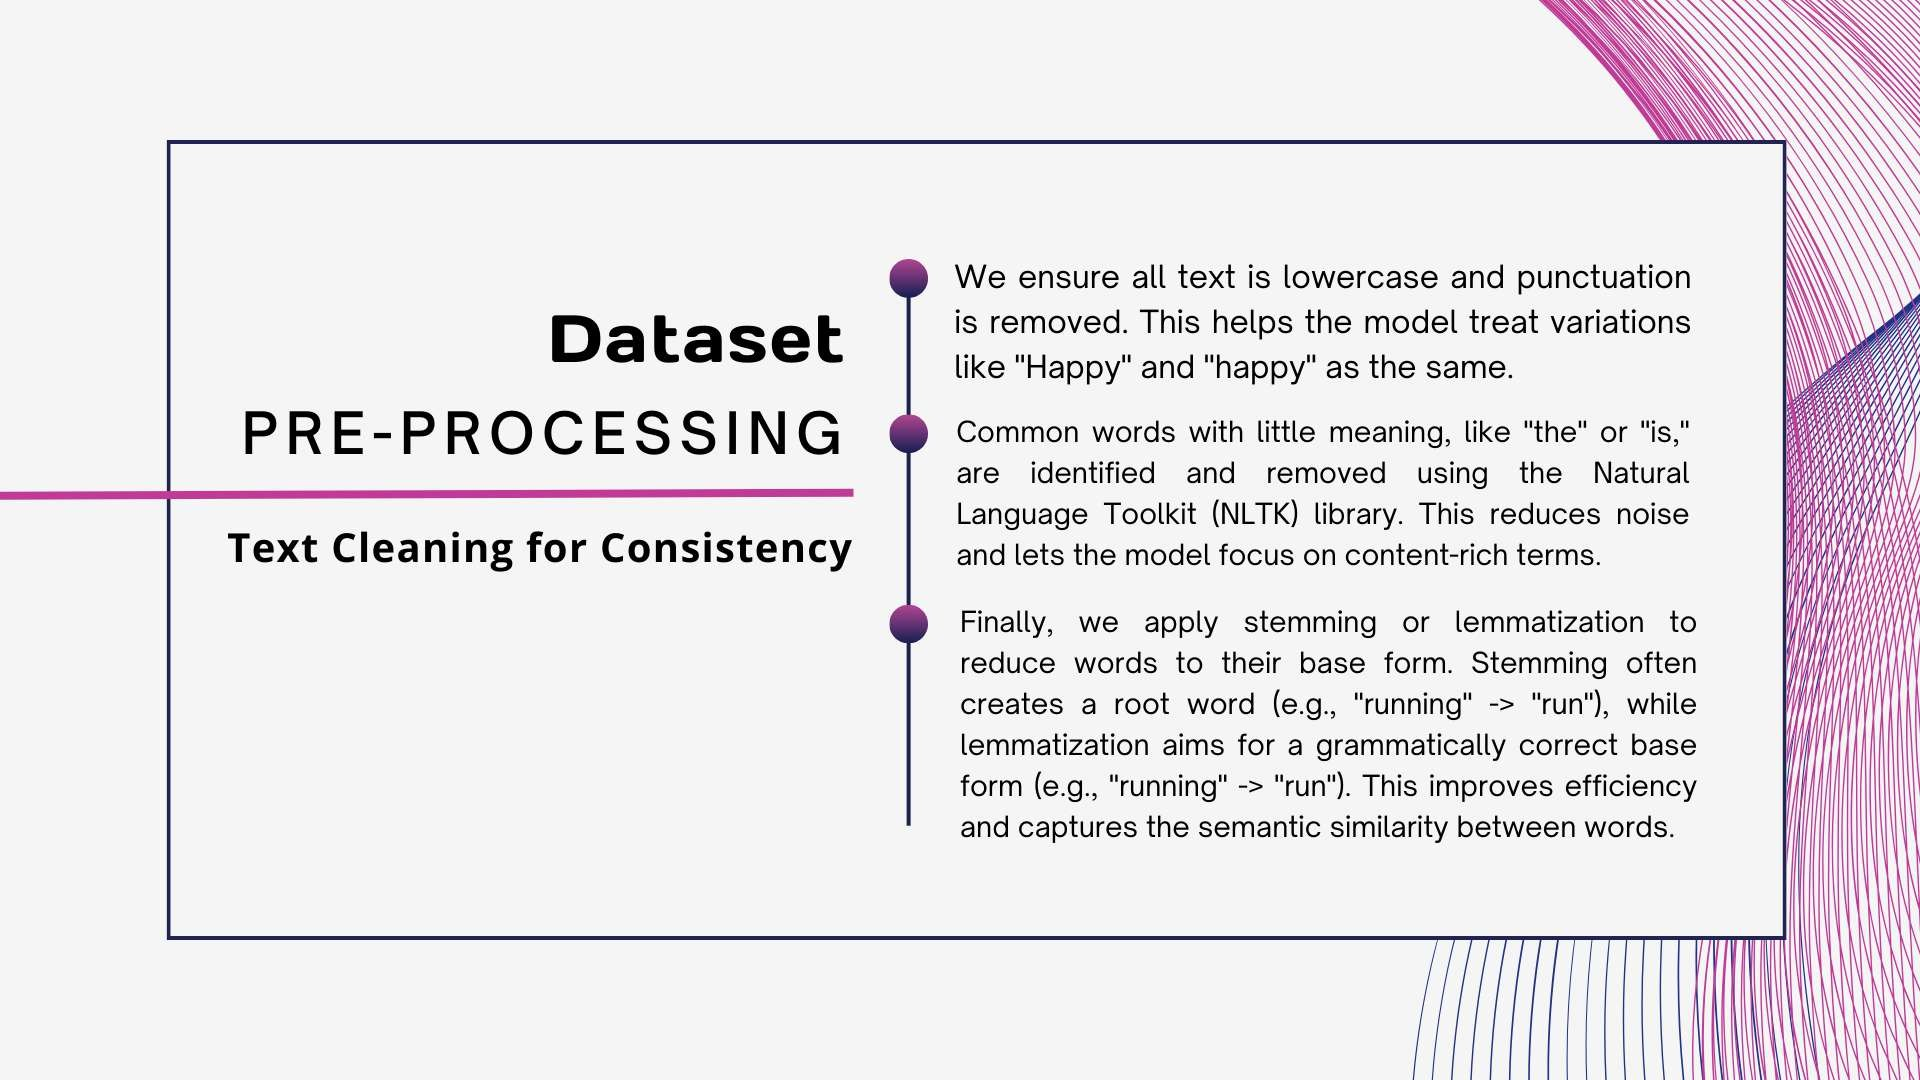 Dataset
PRE-PROCESSING
Text Cleaning for Consistency
We ensure all text is lowercase and punctuation
is removed. This helps the model treat variations
like "Happy" and "happy" as the same.
Common words with little meaning, like "the" or "is,"
are identified and removed using the Natural
Language Toolkit (NLTK) library. This reduces noise
and lets the model focus on content-rich terms.
Finally, we apply stemming or lemmatization to
reduce words to their base form. Stemming often
creates a root word (e.g., "running" -> "run"), while
lemmatization aims for a grammatically correct base
form (e.g., "running" -> "run"). This improves efficiency
and captures the semantic similarity between words.